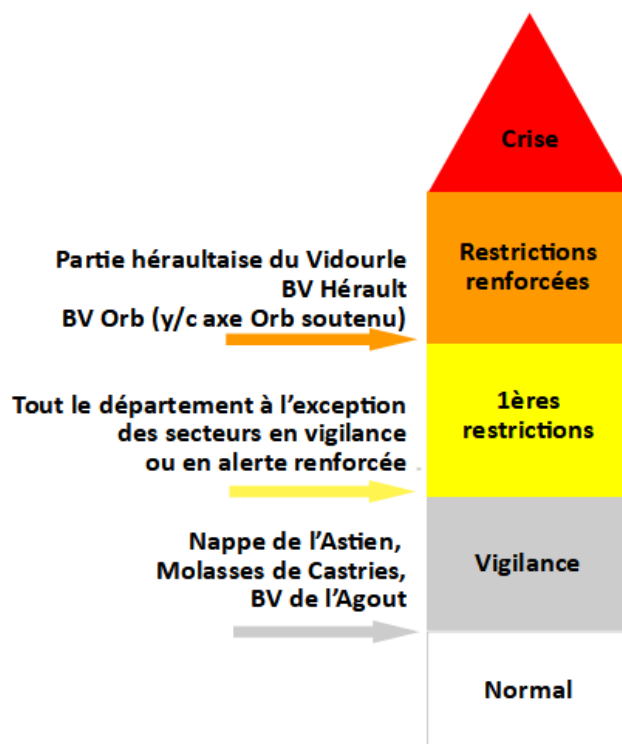 Crise
Partie héraultaise du Vidourle
BV Hérault
BV Orb (y/c axe Orb soutenu)
Restrictions
renforcées
Tout le département à l'exception
des secteurs en vigilance
ou en alerte renforcée
1ères
restrictions
Nappe de l'Astien,
Molasses de Castries,
BV de l'Agout
Vigilance
Normal